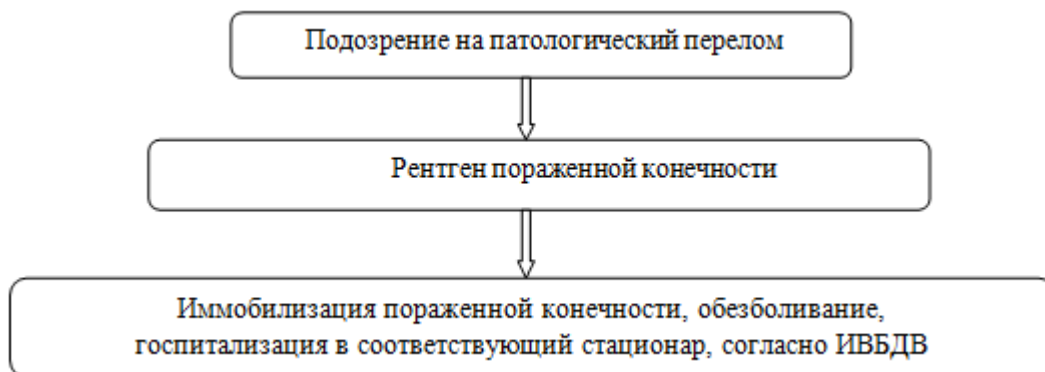 Подозрение на патологический перелом
Рентген пораженной конечности
Иммобилизация пораженной конечности, обезболивание,
госпитализация в соответствующий стационар, согласно ИВБДВ